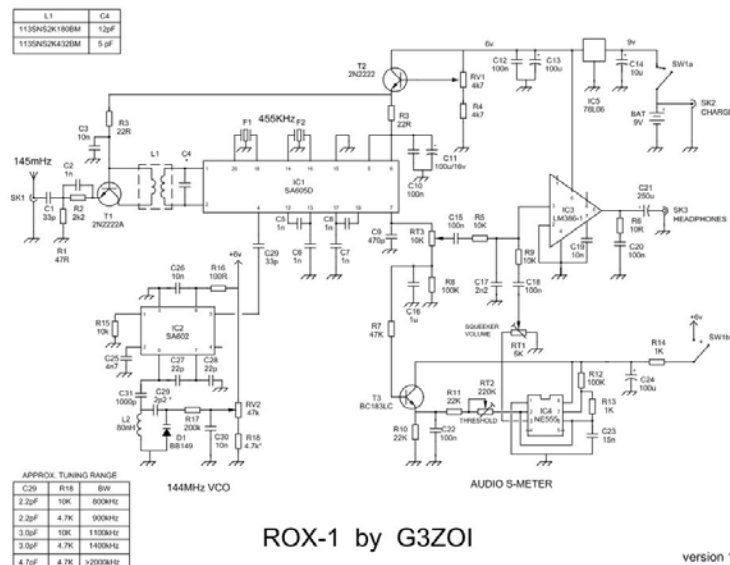 L1 C4
113SNS2K180BM 12pF
113SNS2K432BM 5 pF
6v
9v
C12
100n
C13
100u
IC5
78L06
C14
10u
SW1a
SK2
CHARGE
BAT
9V
T2
2N2222
RV1
4k7
R4
4k7
R3
22R
C3
10n
455KHz
F1
F2
R3
22R
C11
100u/16v
C10
100n
145mHz
SK1
C1
33p
C2
1n
R2
2k2
R1
47R
T1
2N2222A
L1
C4
IC1
SA605D
C5
1n
C6
1n
C8
1n
C7
1n
C9
470p
C29
33p
RT3
10K
C15
100n
R5
10K
R9
10K
IC3
LM386-1
C19
10n
C21
250u
SK3
HEADPHONES
R6
10R
C20
100n
R8
100K
C16
1u
C17
2n2
C18
100n
R7
47K
SQUEEKER
VOLUME
RT1
5K
+6v
C26
10n
R16
100R
IC2
SA602
R15
10k
C25
4n7
C27
22p
C28
22p
C31
1000p
C29
2p2 *
L2
80nH
D1
BB149
R17
200k
C30
10n
RV2
47k
R18
4.7k*
144MHz VCO
T3
BC183LC
R10
22K
C22
100n
R11
22K
RT2
220K
THRESHOLD
IC4
NE555
R12
100K
R13
1K
C23
15n
C24
100u
R14
1K
+6v
SW1b
AUDIO S-METER
APPROX. TUNING RANGE
C29 R18 BW
2.2pF 10K 800kHz
2.2pF 4.7K 900kHz
3.0pF 10K 1100kHz
3.0pF 4.7K 1400kHz
4.7pF 4.7K >2000kHz
ROX-1 by G3ZOI
version 1